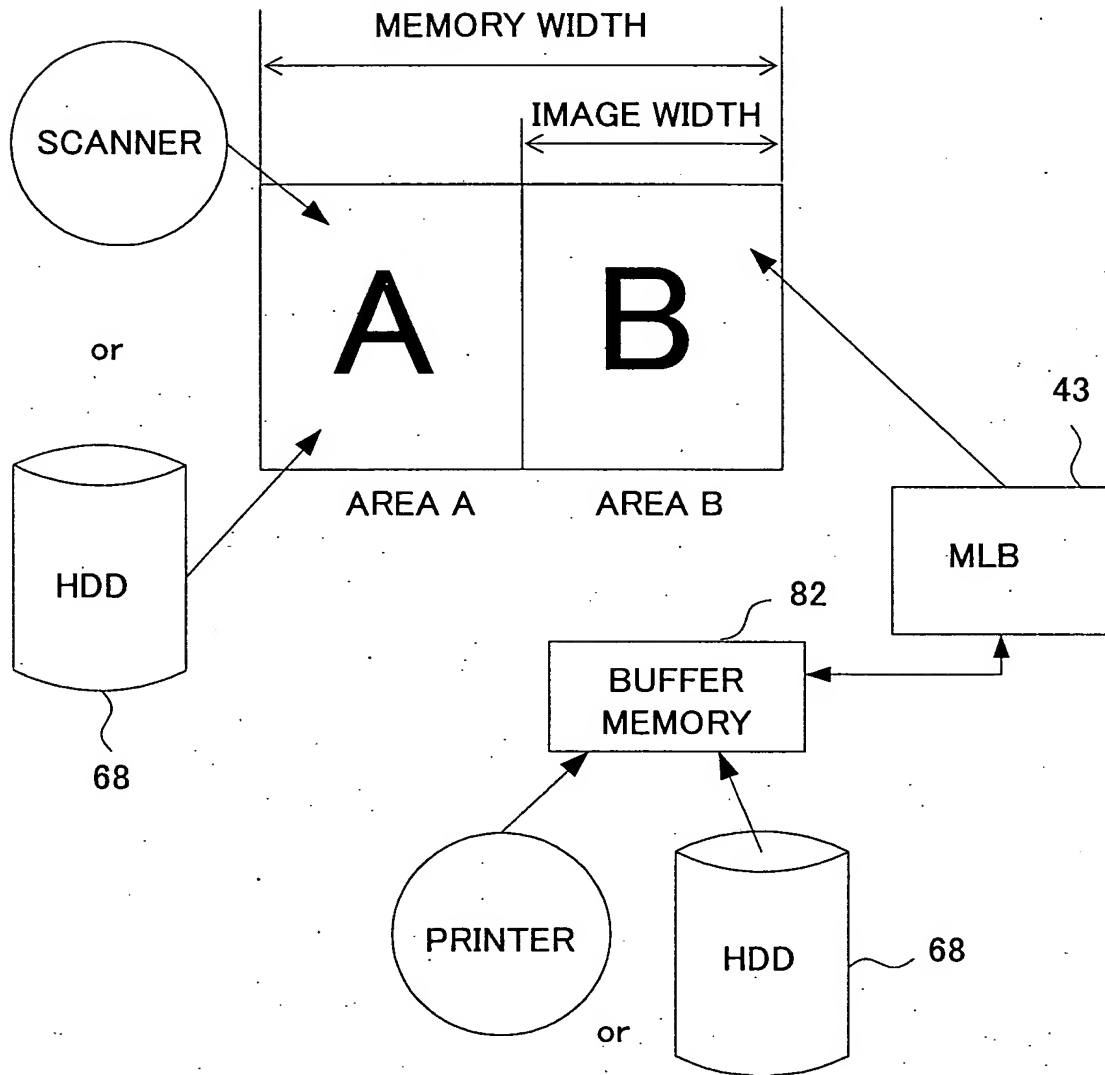 MEMORY WIDTH
IMAGE WIDTH
SCANNER
A
B
or
43
AREA A
AREA B
HDD
MLB
82
BUFFER
MEMORY
68
PRINTER
HDD
68
or